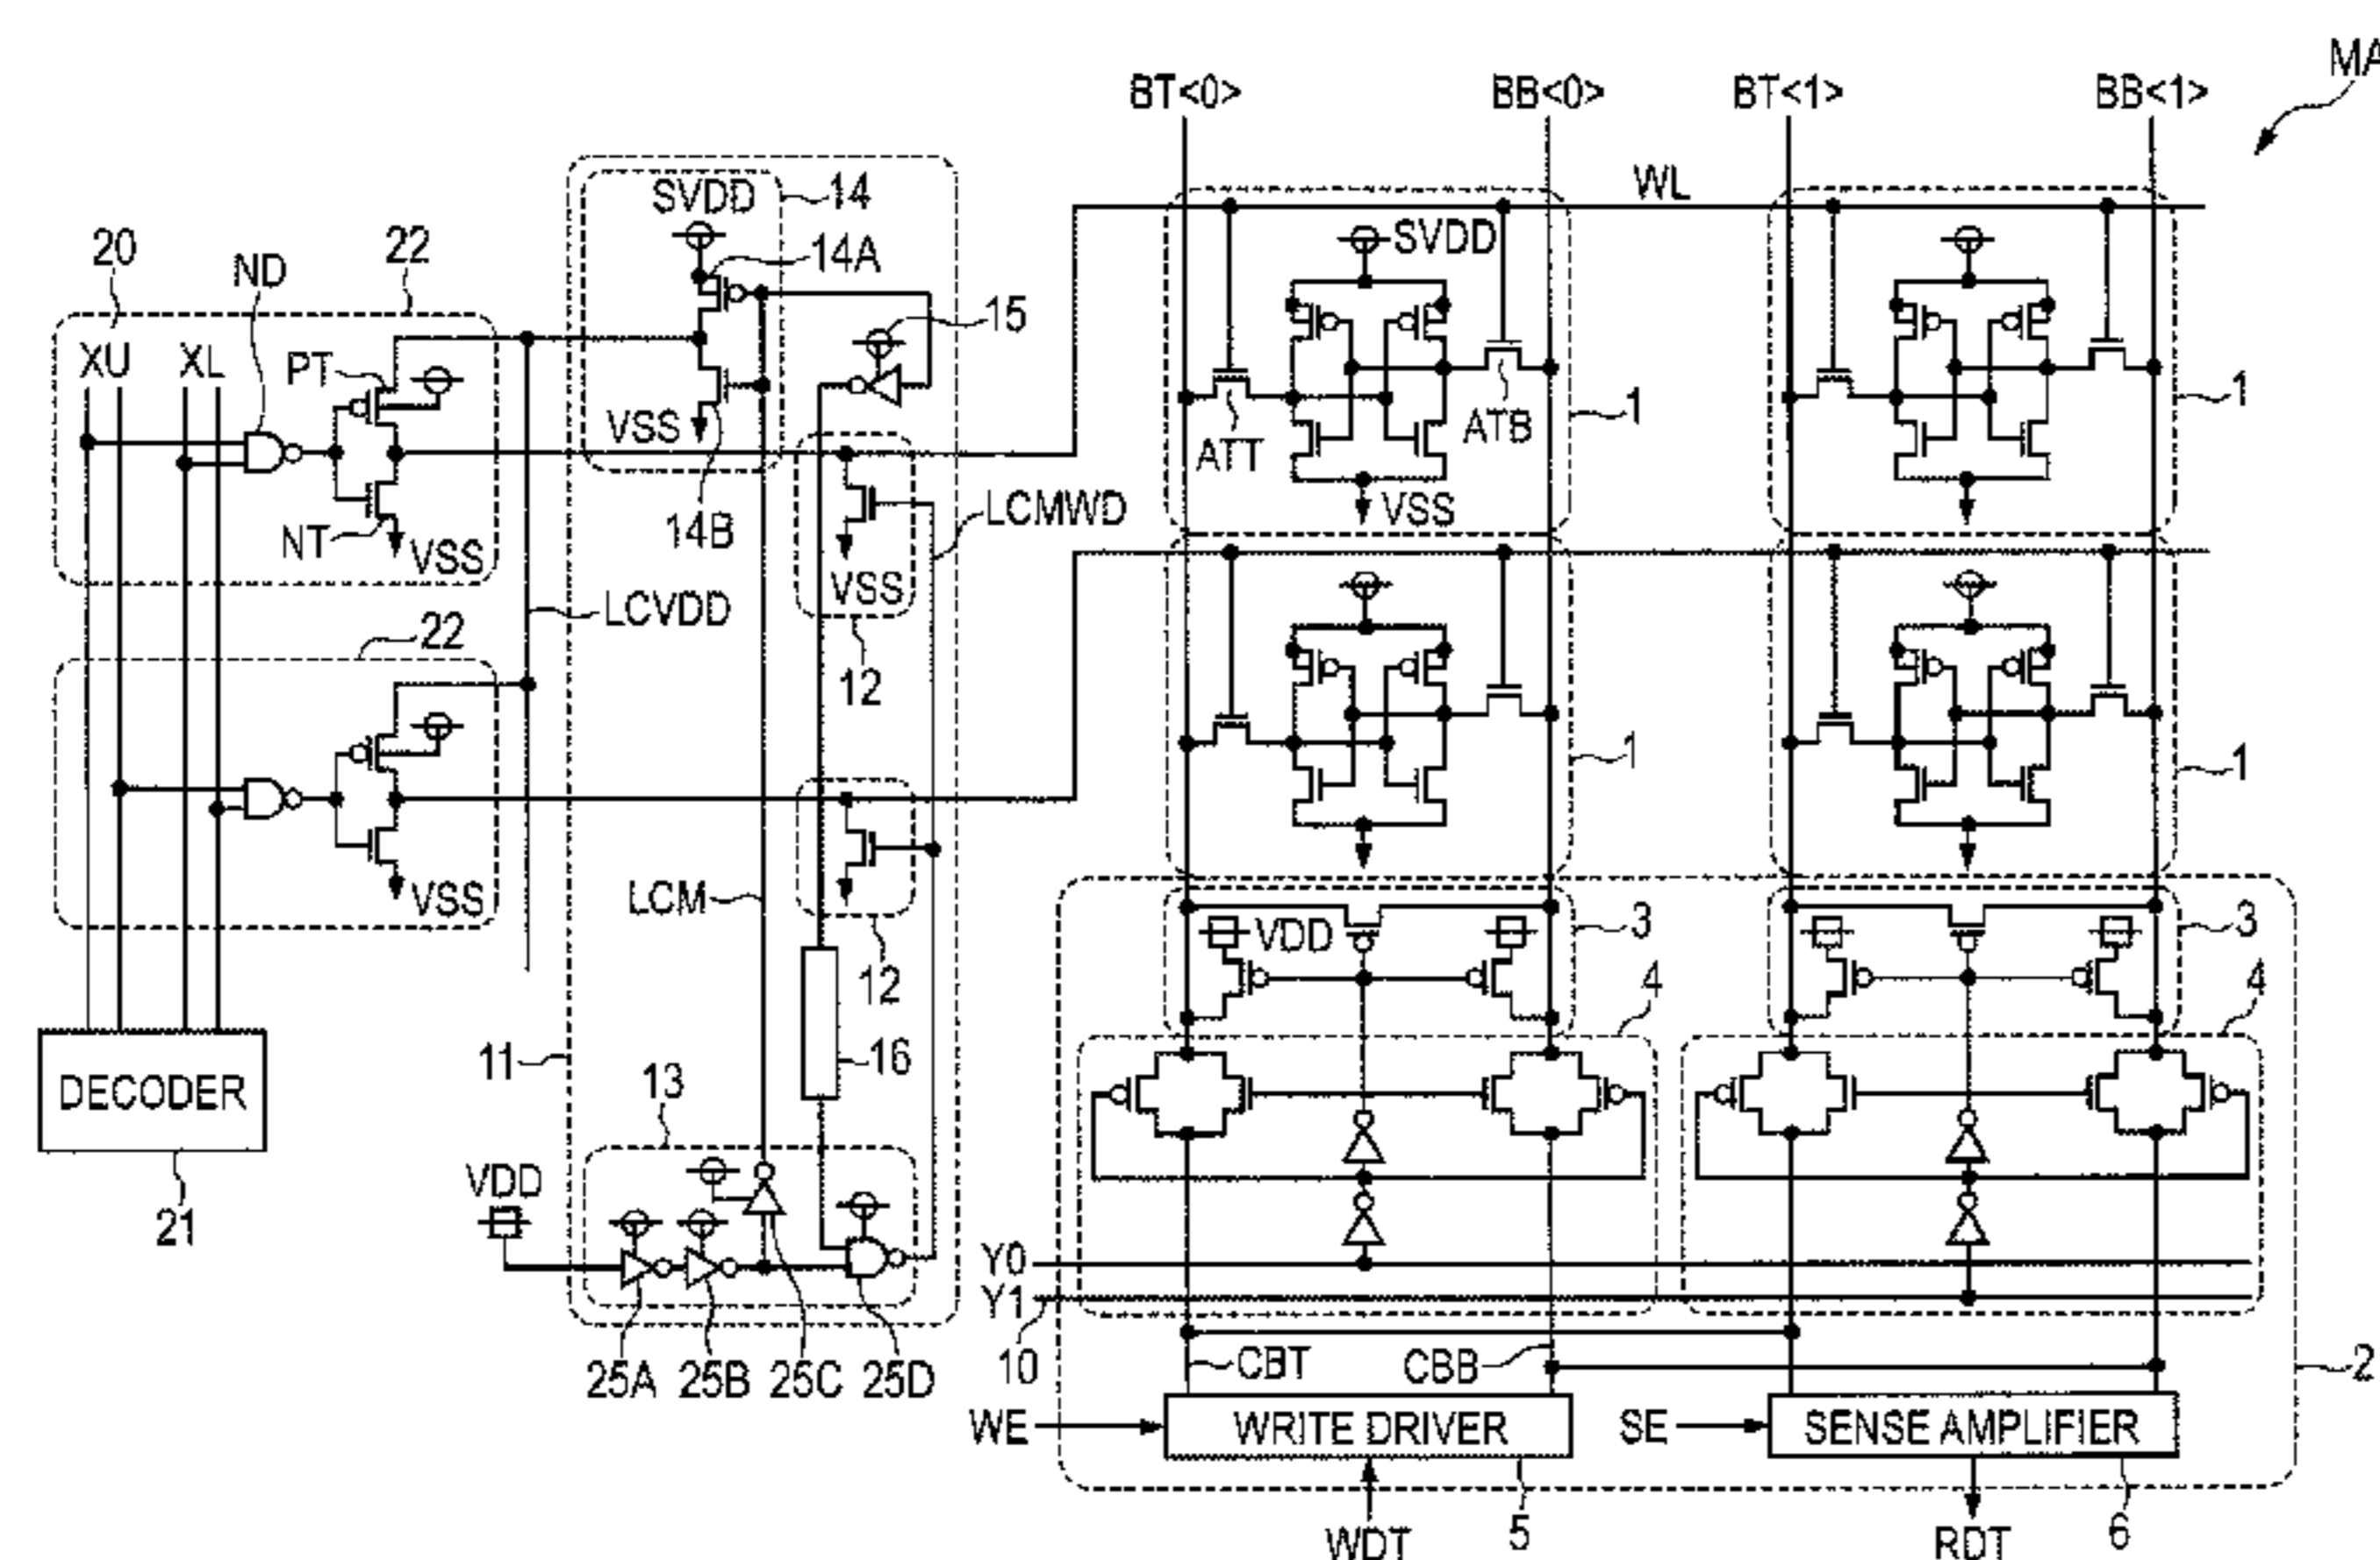 MA
BT<0> BB<0> BT<1> BB<1>
WL
SVDD 14
SVDD
20 ND 22
14A
15
XU XL PT
VSS
ATT ATB 1 1
NT VSS 14B LCMWD
VSS
VSS
LCVDD
22
12
1 1
LCM
VSS
12
VDD 3 3
4 4
DECODER
11 13 16
21
VDD
Y0
Y1
10
25A 25B 25C 25D
CBT CBB 2
WE WRITE DRIVER SE SENSE AMPLIFIER
WDT 5 RDT 6